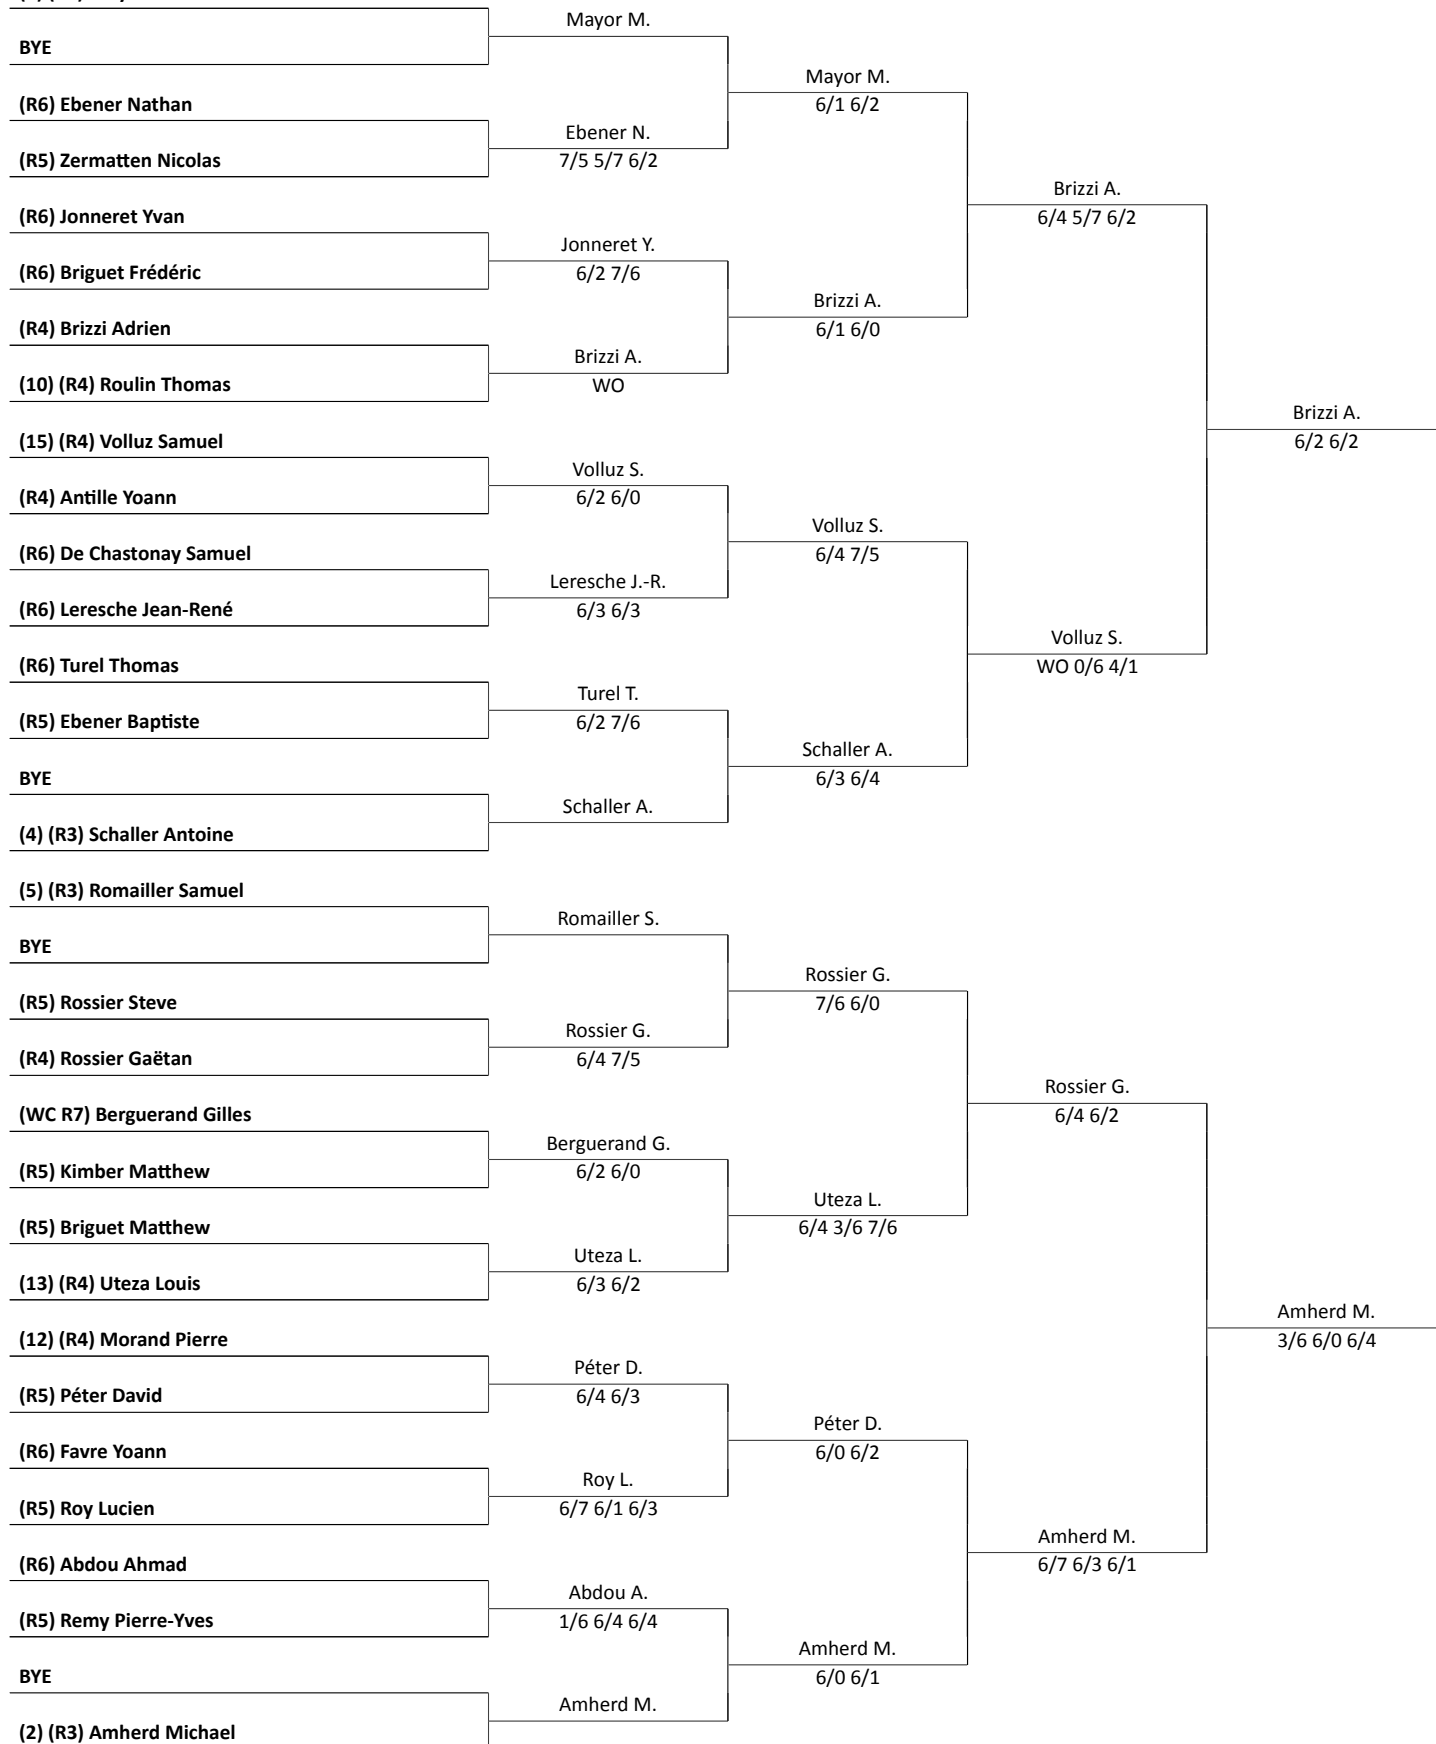 BYE
(R6) Ebener Nathan
(R5) Zermatten Nicolas
(R6) Jonneret Yvan
(R6) Briguet Frédéric
(R4) Brizzi Adrien
(10) (R4) Roulin Thomas
(15) (R4) Volluz Samuel
(R4) Antille Yoann
(R6) De Chastonay Samuel
(R6) Leresche Jean-René
(R6) Turel Thomas
(R5) Ebener Baptiste
BYE
(4) (R3) Schaller Antoine
(5) (R3) Romailler Samuel
BYE
(R5) Rossier Steve
(R4) Rossier Gaëtan
(WC R7) Berguerand Gilles
(R5) Kimber Matthew
(R5) Briguet Matthew
(13) (R4) Uteza Louis
(12) (R4) Morand Pierre
(R5) Péter David
(R6) Favre Yoann
(R5) Roy Lucien
(R6) Abdou Ahmad
(R5) Remy Pierre-Yves
BYE
(2) (R3) Amherd Michael
Mayor M.
Ebener N.
7/5 5/7 6/2
Jonneret Y.
6/2 7/6
Brizzi A.
WO
Volluz S.
6/2 6/0
Leresche J.-R.
6/3 6/3
Turel T.
6/2 7/6
Schaller A.
Romailler S.
Rossier G.
6/4 7/5
Berguerand G.
6/2 6/0
Uteza L.
6/3 6/2
Péter D.
6/4 6/3
Roy L.
6/7 6/1 6/3
Abdou A.
1/6 6/4 6/4
Amherd M.
Mayor M.
6/1 6/2
Brizzi A.
6/1 6/0
Volluz S.
6/4 7/5
Schaller A.
6/3 6/4
Rossier G.
7/6 6/0
Uteza L.
6/4 3/6 7/6
Péter D.
6/0 6/2
Amherd M.
6/0 6/1
Brizzi A.
6/4 5/7 6/2
Volluz S.
WO 0/6 4/1
Rossier G.
6/4 6/2
Amherd M.
6/7 6/3 6/1
Brizzi A.
6/2 6/2
Amherd M.
3/6 6/0 6/4